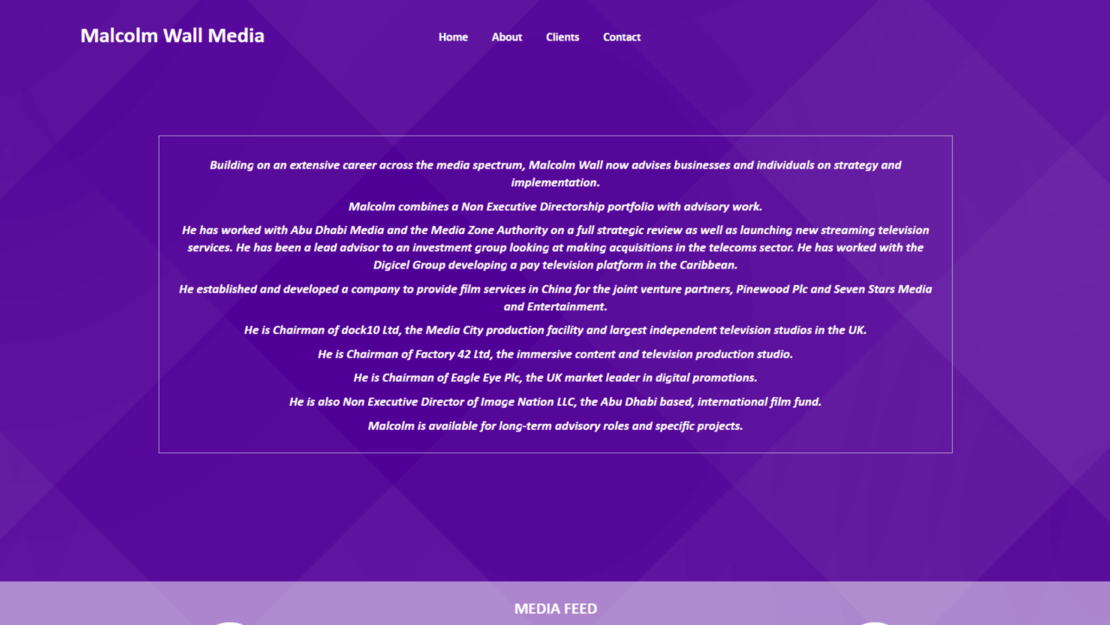 Malcolm Wall Media
Home About Clients Contact
Building on an extensive career across the media spectrum, Malcolm Wall now advises businesses and individuals on strategy and
implementation.
Malcolm combines a Non Executive Directorship portfolio with advisory work.
He has worked with Abu Dhabi Media and the Media Zone Authority on a full strategic review as well as launching new streaming television
services. He has been a lead advisor to an investment group looking at making acquisitions in the telecoms sector. He has worked with the
Digicel Group developing a pay television platform in the Caribbean.
He established and developed a company to provide film services in China for the joint venture partners, Pinewood Plc and Seven Stars Media
and Entertainment.
He is Chairman of dock10 Ltd, the Media City production facility and largest independent television studios in the UK.
He is Chairman of Factory 42 Ltd, the immersive content and television production studio.
He is Chairman of Eagle Eye Plc, the UK market leader in digital promotions.
He is also Non Executive Director of Image Nation LLC, the Abu Dhabi based, international film fund.
Malcolm is available for long-term advisory roles and specific projects.
MEDIA FEED